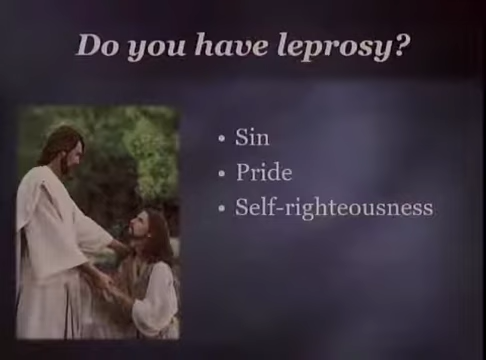 Do you have leprosy?
• Sin
• Pride
• Self-righteousness